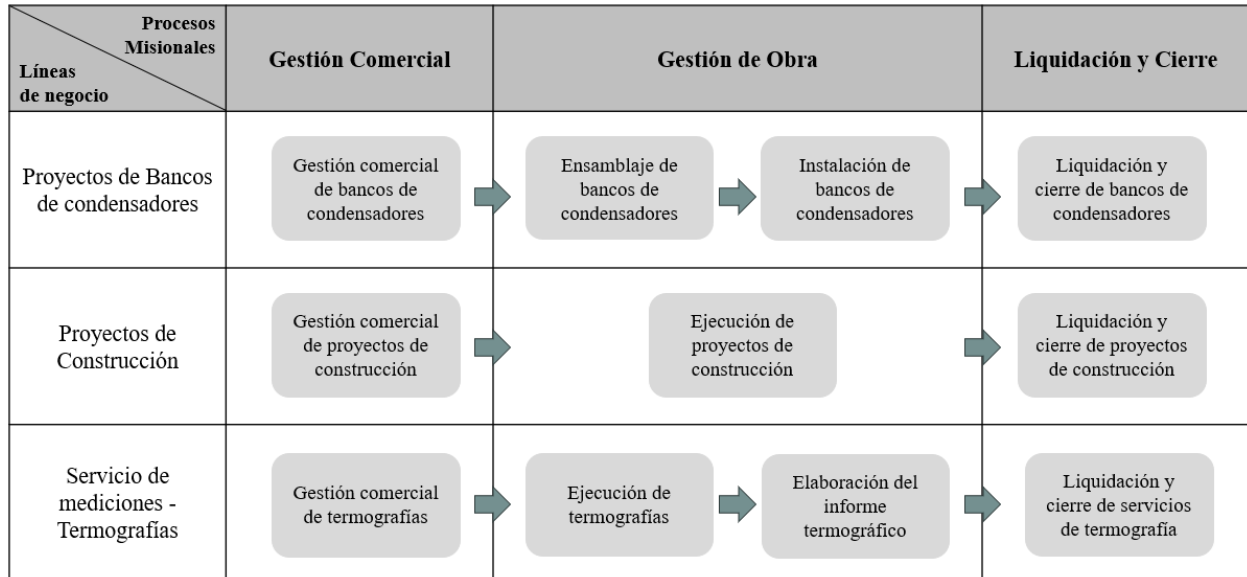 Procesos
Misionales
Líneas
de negocio
Gestión Comercial
Gestión de Obra
Liquidación y Cierre
Proyectos de Bancos
de condensadores
Gestión comercial
de bancos de
condensadores
Ensamblaje de
bancos de
condensadores
Instalación de
bancos de
condensadores
Liquidación y
cierre de bancos de
condensadores
Proyectos de
Construcción
Gestión comercial
de proyectos de
construcción
Ejecución de
proyectos de
construcción
Liquidación y
cierre de proyectos
de construcción
Servicio de
mediciones -
Termografías
Gestión comercial
de termografías
Ejecución de
termografías
Elaboración del
informe
termográfico
Liquidación y
cierre de servicios
de termografía